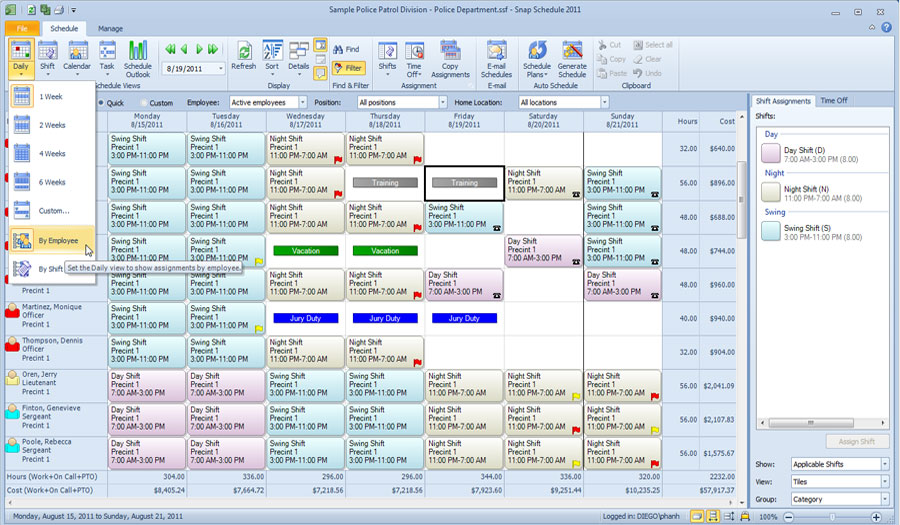 Sample Police Patrol Division - Police Department.ssf - Snap Schedule 2011
File Schedule Manage
Daily Shift Calendar Task Schedule Outlook
8/19/2011
Refresh Sort Details
Find
Filter
Shifts Time Off Copy Assignments
E-mail Schedules
Schedule Plans Generate Schedule
Cut Copy Paste Select all Clear Undo
Schedule Views Display Find & Filter Assignment E-mail Auto Schedule Clipboard
1 Week
2 Weeks
4 Weeks
6 Weeks
Custom...
By Employee
By Shift
Set the Daily view to show assignments by employee.
Quick Custom Employee: Active employees Position: All positions Home Location: All locations
Monday Tuesday Wednesday Thursday Friday Saturday Sunday Hours Cost
8/15/2011 8/16/2011 8/17/2011 8/18/2011 8/19/2011 8/20/2011 8/21/2011
Swing Shift Swing Shift Night Shift Night Shift
Precint 1 Precint 1 Precint 1 Precint 1 32.00 $640.00
3:00 PM-11:00 PM 3:00 PM-11:00 PM 11:00 PM-7:00 AM 11:00 PM-7:00 AM
Swing Shift Swing Shift Night Shift Night Shift Swing Shift
Precint 1 Precint 1 Precint 1 Training Training Precint 1 Precint 1 56.00 $896.00
3:00 PM-11:00 PM 3:00 PM-11:00 PM 11:00 PM-7:00 AM 11:00 PM-7:00 AM 3:00 PM-11:00 PM
Swing Shift Swing Shift Night Shift Night Shift Swing Shift Swing Shift
Precint 1 Precint 1 Precint 1 Precint 1 Precint 1 Precint 1 48.00 $688.00
3:00 PM-11:00 PM 3:00 PM-11:00 PM 11:00 PM-7:00 AM 11:00 PM-7:00 AM 3:00 PM-11:00 PM 3:00 PM-11:00 PM
Swing Shift Swing Shift Day Shift Swing Shift
Precint 1 Precint 1 Vacation Vacation Precint 1 Precint 1 48.00 $744.00
3:00 PM-11:00 PM 7:00 AM-3:00 PM 3:00 PM-11:00 PM
Swing Shift Swing Shift Night Shift Night Shift Day Shift Day Shift
Precint 1 Precint 1 Precint 1 Precint 1 Precint 1 Precint 1 Precint 1 56.00 $960.00
3:00 PM-11:00 PM 3:00 PM-11:00 PM 11:00 PM-7:00 AM 11:00 PM-7:00 AM 7:00 AM-3:00 PM 7:00 AM-3:00 PM
Martinez, Monique Swing Shift Swing Shift
Officer Precint 1 Precint 1 Jury Duty Jury Duty Jury Duty 40.00 $940.00
Precint 1 3:00 PM-11:00 PM 3:00 PM-11:00 PM
Thompson, Dennis Swing Shift Swing Shift Night Shift Night Shift
Officer Precint 1 Precint 1 Precint 1 Precint 1 32.00 $904.00
Precint 1 3:00 PM-11:00 PM 3:00 PM-11:00 PM 11:00 PM-7:00 AM 11:00 PM-7:00 AM
Oren, Jerry Day Shift Day Shift Swing Shift Swing Shift Night Shift Night Shift Night Shift
Lieutenant Precint 1 Precint 1 Precint 1 Precint 1 Precint 1 Precint 1 Precint 1 56.00 $2,041.09
Precint 1 7:00 AM-3:00 PM 7:00 AM-3:00 PM 3:00 PM-11:00 PM 3:00 PM-11:00 PM 11:00 PM-7:00 AM 11:00 PM-7:00 AM 11:00 PM-7:00 AM
Finton, Genevieve Day Shift Day Shift Swing Shift Swing Shift Night Shift Night Shift Night Shift
Sergeant Precint 1 Precint 1 Precint 1 Precint 1 Precint 1 Precint 1 Precint 1 56.00 $2,107.83
Precint 1 7:00 AM-3:00 PM 7:00 AM-3:00 PM 3:00 PM-11:00 PM 3:00 PM-11:00 PM 11:00 PM-7:00 AM 11:00 PM-7:00 AM 11:00 PM-7:00 AM
Poole, Rebecca Day Shift Day Shift Swing Shift Swing Shift Night Shift Night Shift Night Shift
Sergeant Precint 1 Precint 1 Precint 1 Precint 1 Precint 1 Precint 1 Precint 1 56.00 $1,575.67
Precint 1 7:00 AM-3:00 PM 7:00 AM-3:00 PM 3:00 PM-11:00 PM 3:00 PM-11:00 PM 11:00 PM-7:00 AM 11:00 PM-7:00 AM 11:00 PM-7:00 AM
Hours (Work+On Call+PTO) 304.00 336.00 296.00 296.00 344.00 336.00 320.00 2232.00
Cost (Work+On Call+PTO) $8,405.24 $7,664.72 $7,218.56 $7,218.56 $7,923.60 $9,251.44 $10,235.25 $57,917.37
Shift Assignments Time Off
Shifts:
Day
Day Shift (D)
7:00 AM-3:00 PM (8.00)
Night
Night Shift (N)
11:00 PM-7:00 AM (8.00)
Swing
Swing Shift (S)
3:00 PM-11:00 PM (8.00)
Assign Shift
Show: Applicable Shifts
View: Tiles
Group: Category
Monday, August 15, 2011 to Sunday, August 21, 2011 Logged in: DIEGO\phanh 100%